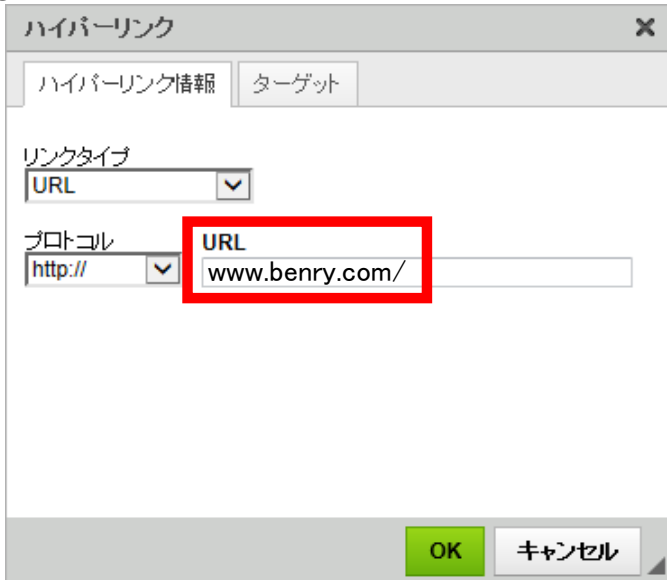 ハイパーリンク
ハイパーリンク情報 ターゲット
リンクタイプ
URL
プロトコル URL
http:// www.benry.com/
OK キャンセル